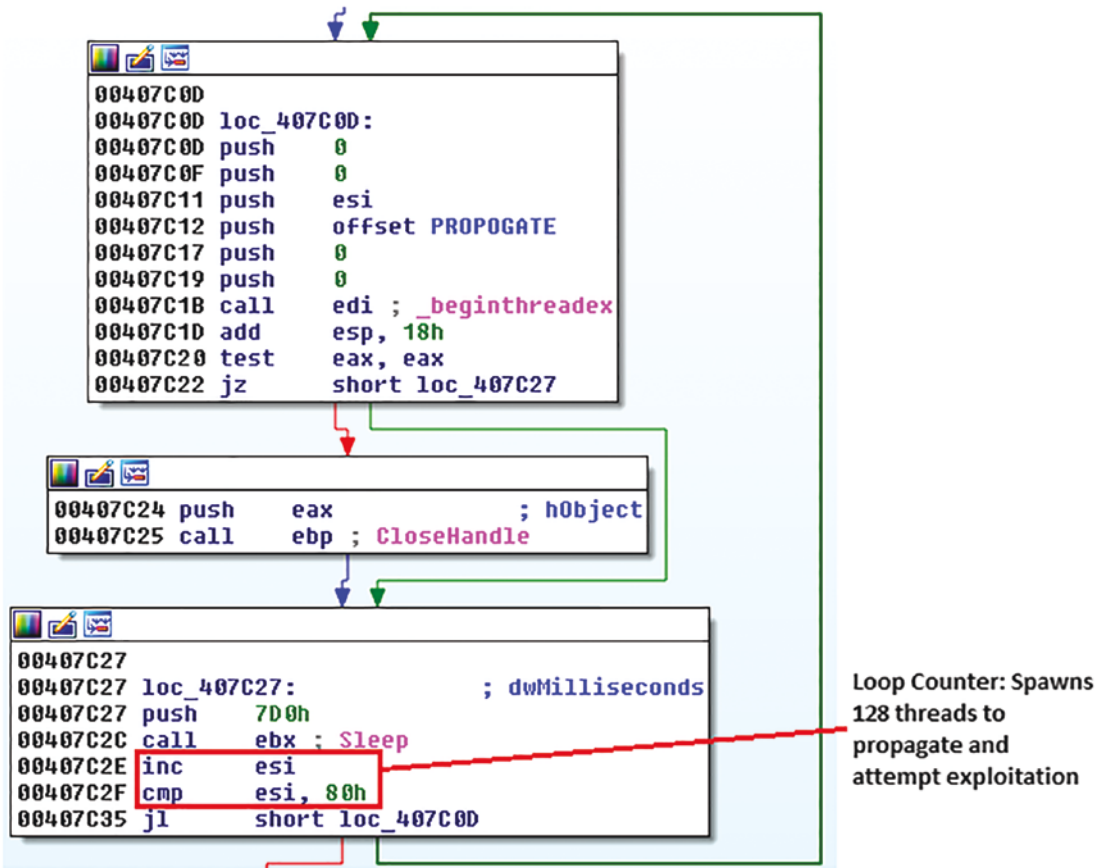 00407C0D
00407C0D loc_407C0D:
00407C0D push 0
00407C0F push 0
00407C11 push esi
00407C12 push offset PROPOGATE
00407C17 push 0
00407C19 push 0
00407C1B call edi ; _beginthreadex
00407C1D add esp, 18h
00407C20 test eax, eax
00407C22 jz short loc_407C27
00407C24 push eax ; hObject
00407C25 call ebp ; CloseHandle
00407C27
00407C27 loc_407C27: ; dwMilliseconds
00407C27 push 7D0h
00407C2C call ebx ; Sleep
00407C2E inc esi
00407C2F cmp esi, 80h
00407C35 jl short loc_407C0D
Loop Counter: Spawns
128 threads to
propagate and
attempt exploitation